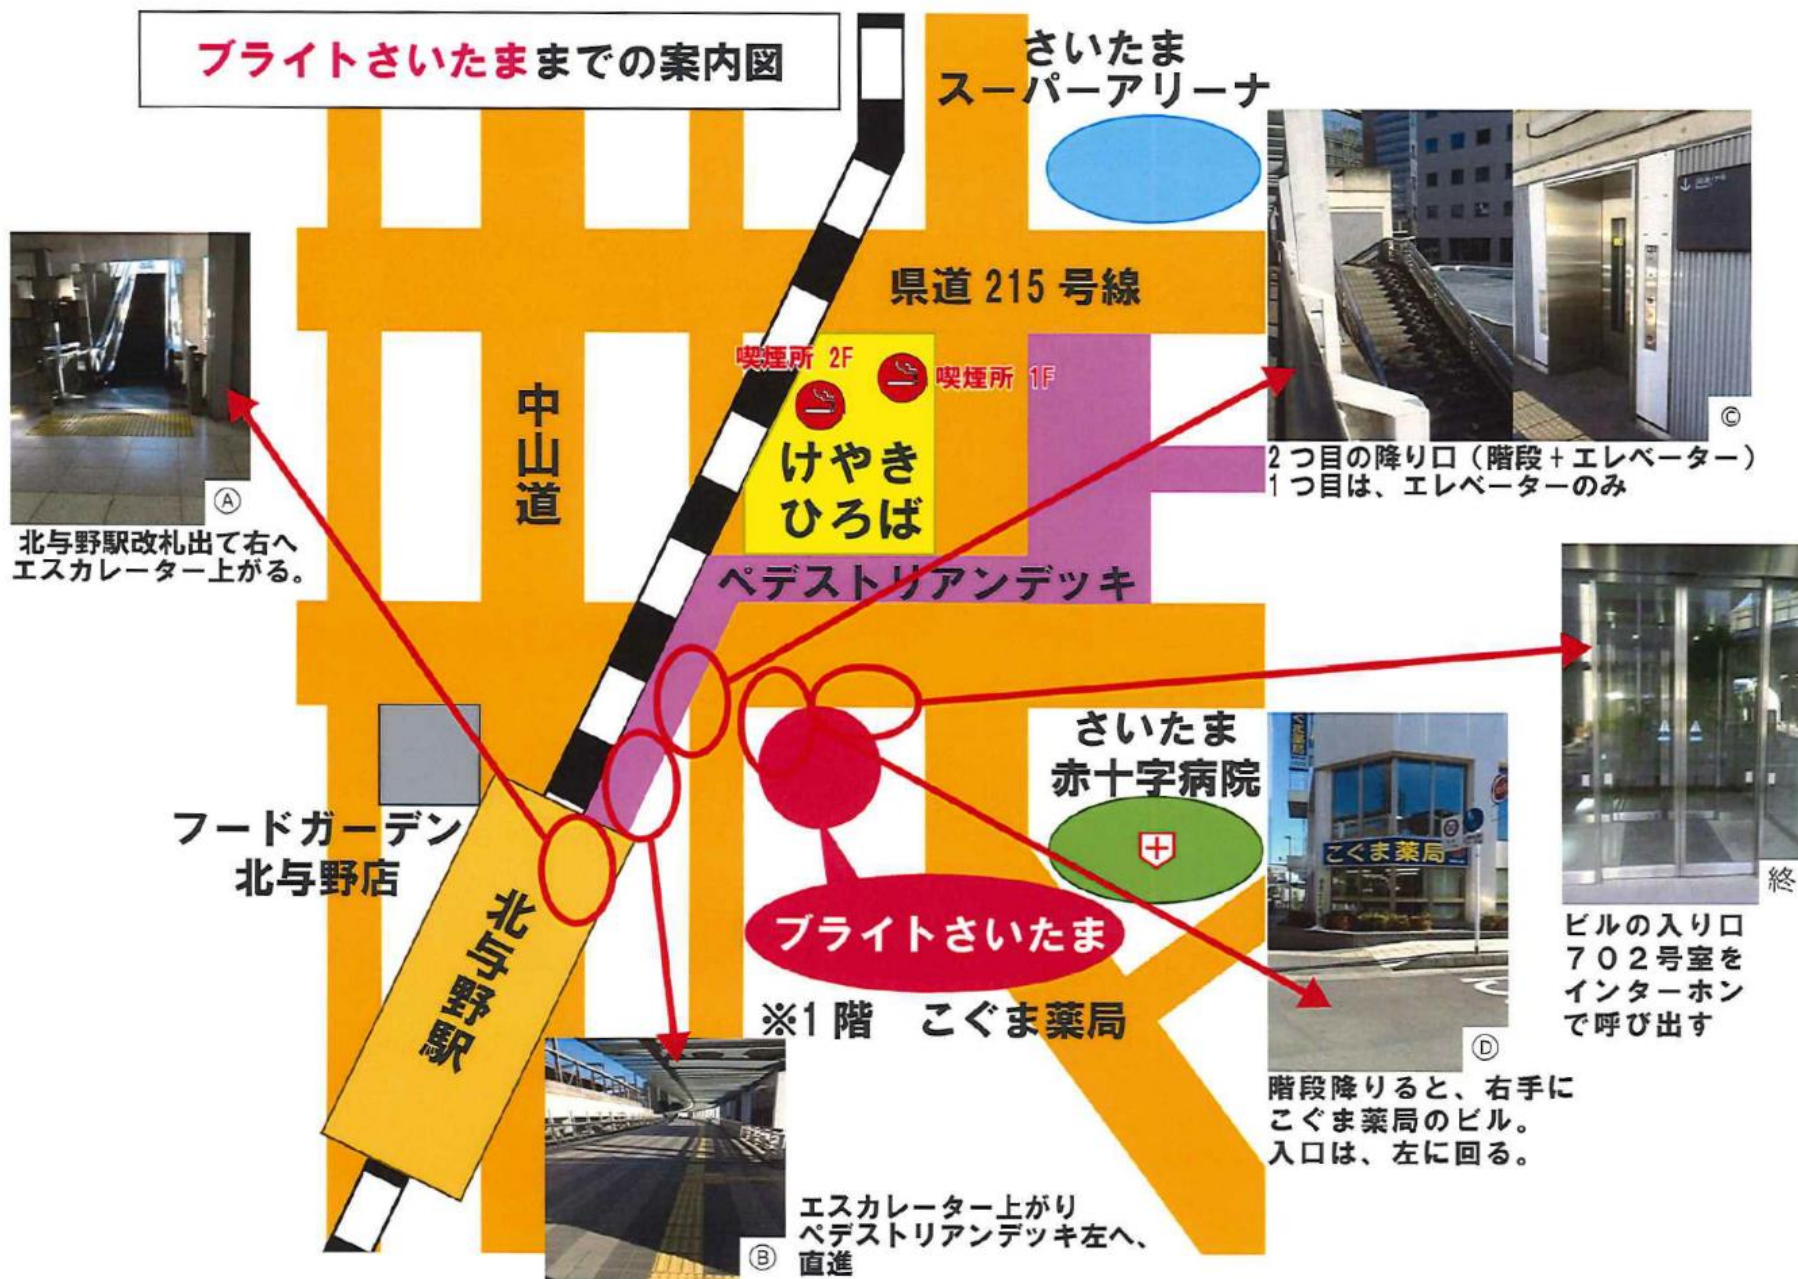 ブライトさいたままでの案内図
さいたま
スーパーアリーナ
県道 215 号線
喫煙所 2F
喫煙所 1F
けやき
ひろば
中山道
ペデストリアンデッキ
Ⓐ
北与野駅改札出て右へ
エスカレーター上がる。
Ⓒ
2つ目の降り口（階段+エレベーター）
1つ目は、エレベーターのみ
さいたま
赤十字病院
フードガーデン
北与野店
北与野駅
ブライトさいたま
※1階　こぐま薬局
こぐま薬局
Ⓓ
階段降りると、右手に
こぐま薬局のビル。
入口は、左に回る。
終
ビルの入り口
702号室を
インターホン
で呼び出す
Ⓑ
エスカレーター上がり
ペデストリアンデッキ左へ、
直進